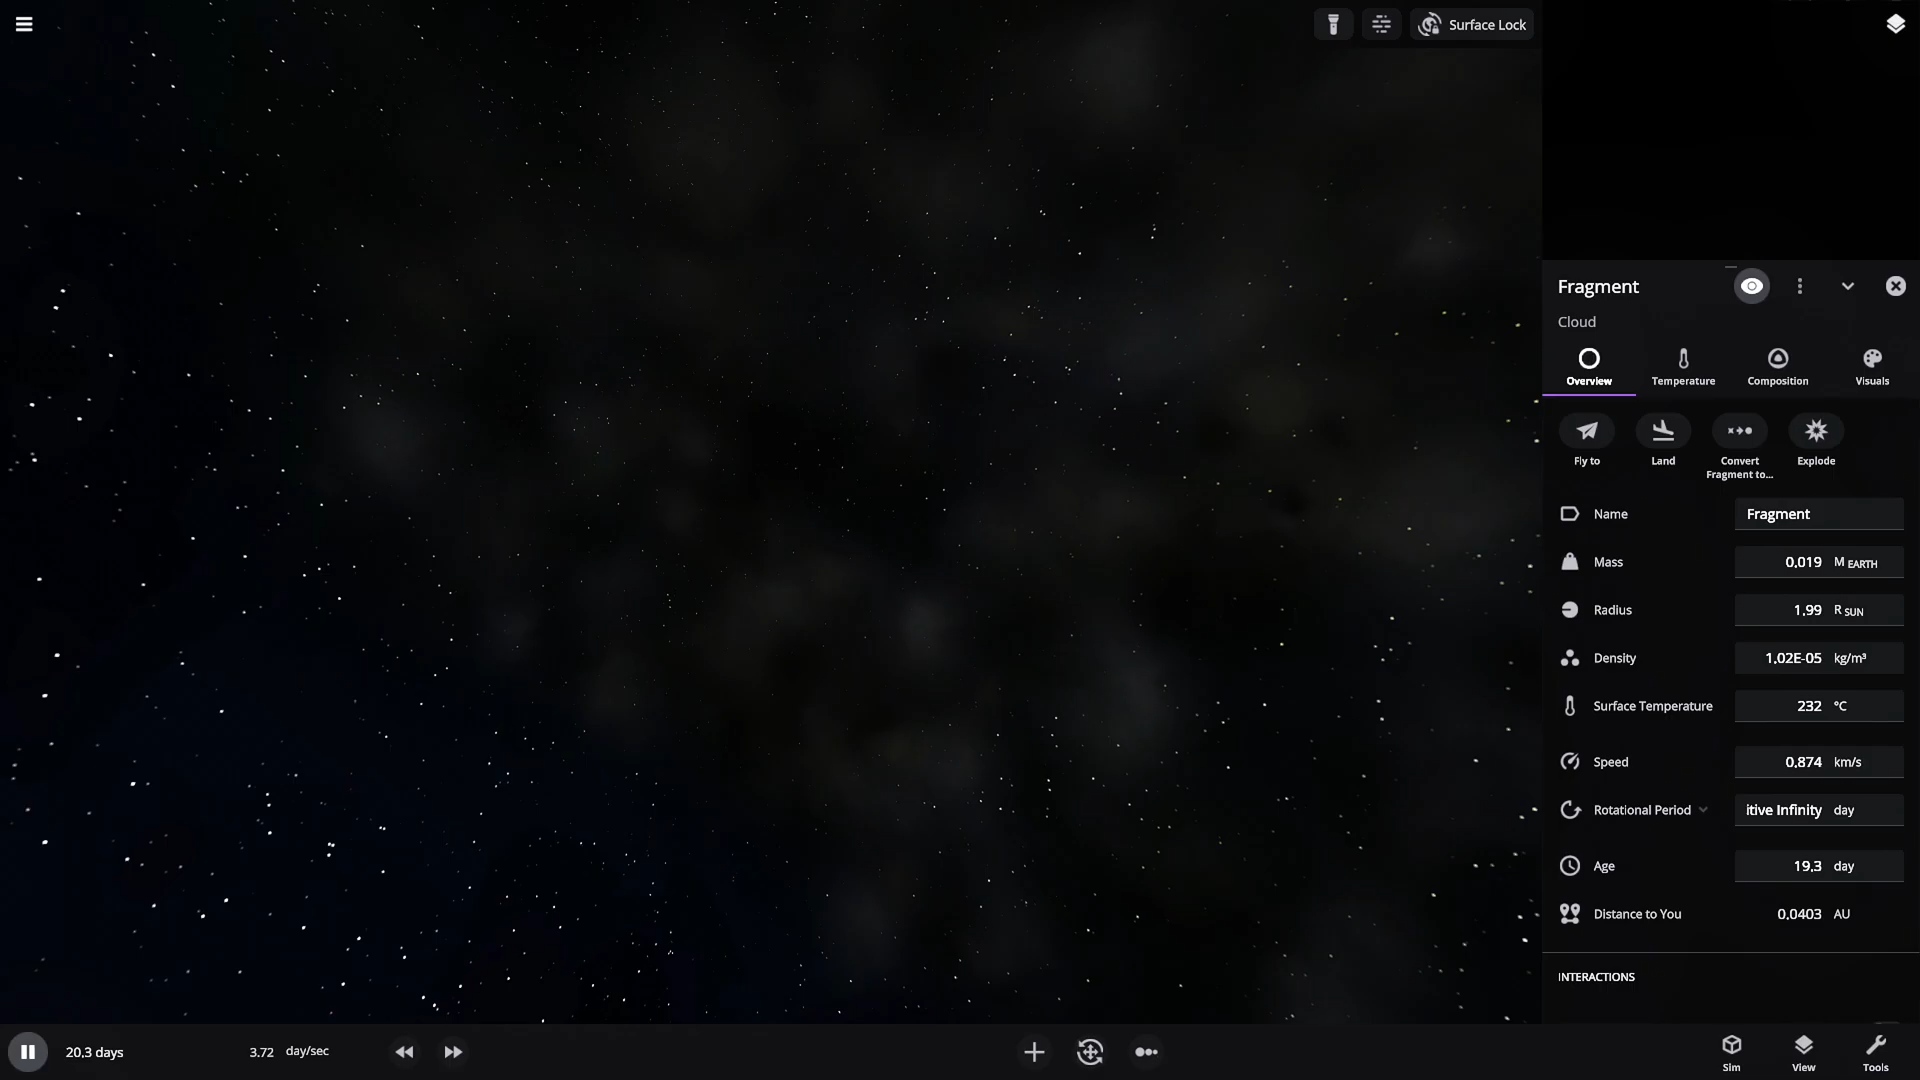 Surface Lock
Fragment
Cloud
Overview
Temperature
Composition
Visuals
Fly to
Land
Convert
Fragment to...
Explode
Name
Fragment
Mass
0.019 M EARTH
Radius
1.99 R SUN
Density
1.02E-05 kg/m³
Surface Temperature
232 °C
Speed
0.874 km/s
Rotational Period
itive Infinity day
Age
19.3 day
Distance to You
0.0403 AU
INTERACTIONS
20.3 days
3.72 day/sec
Sim
View
Tools